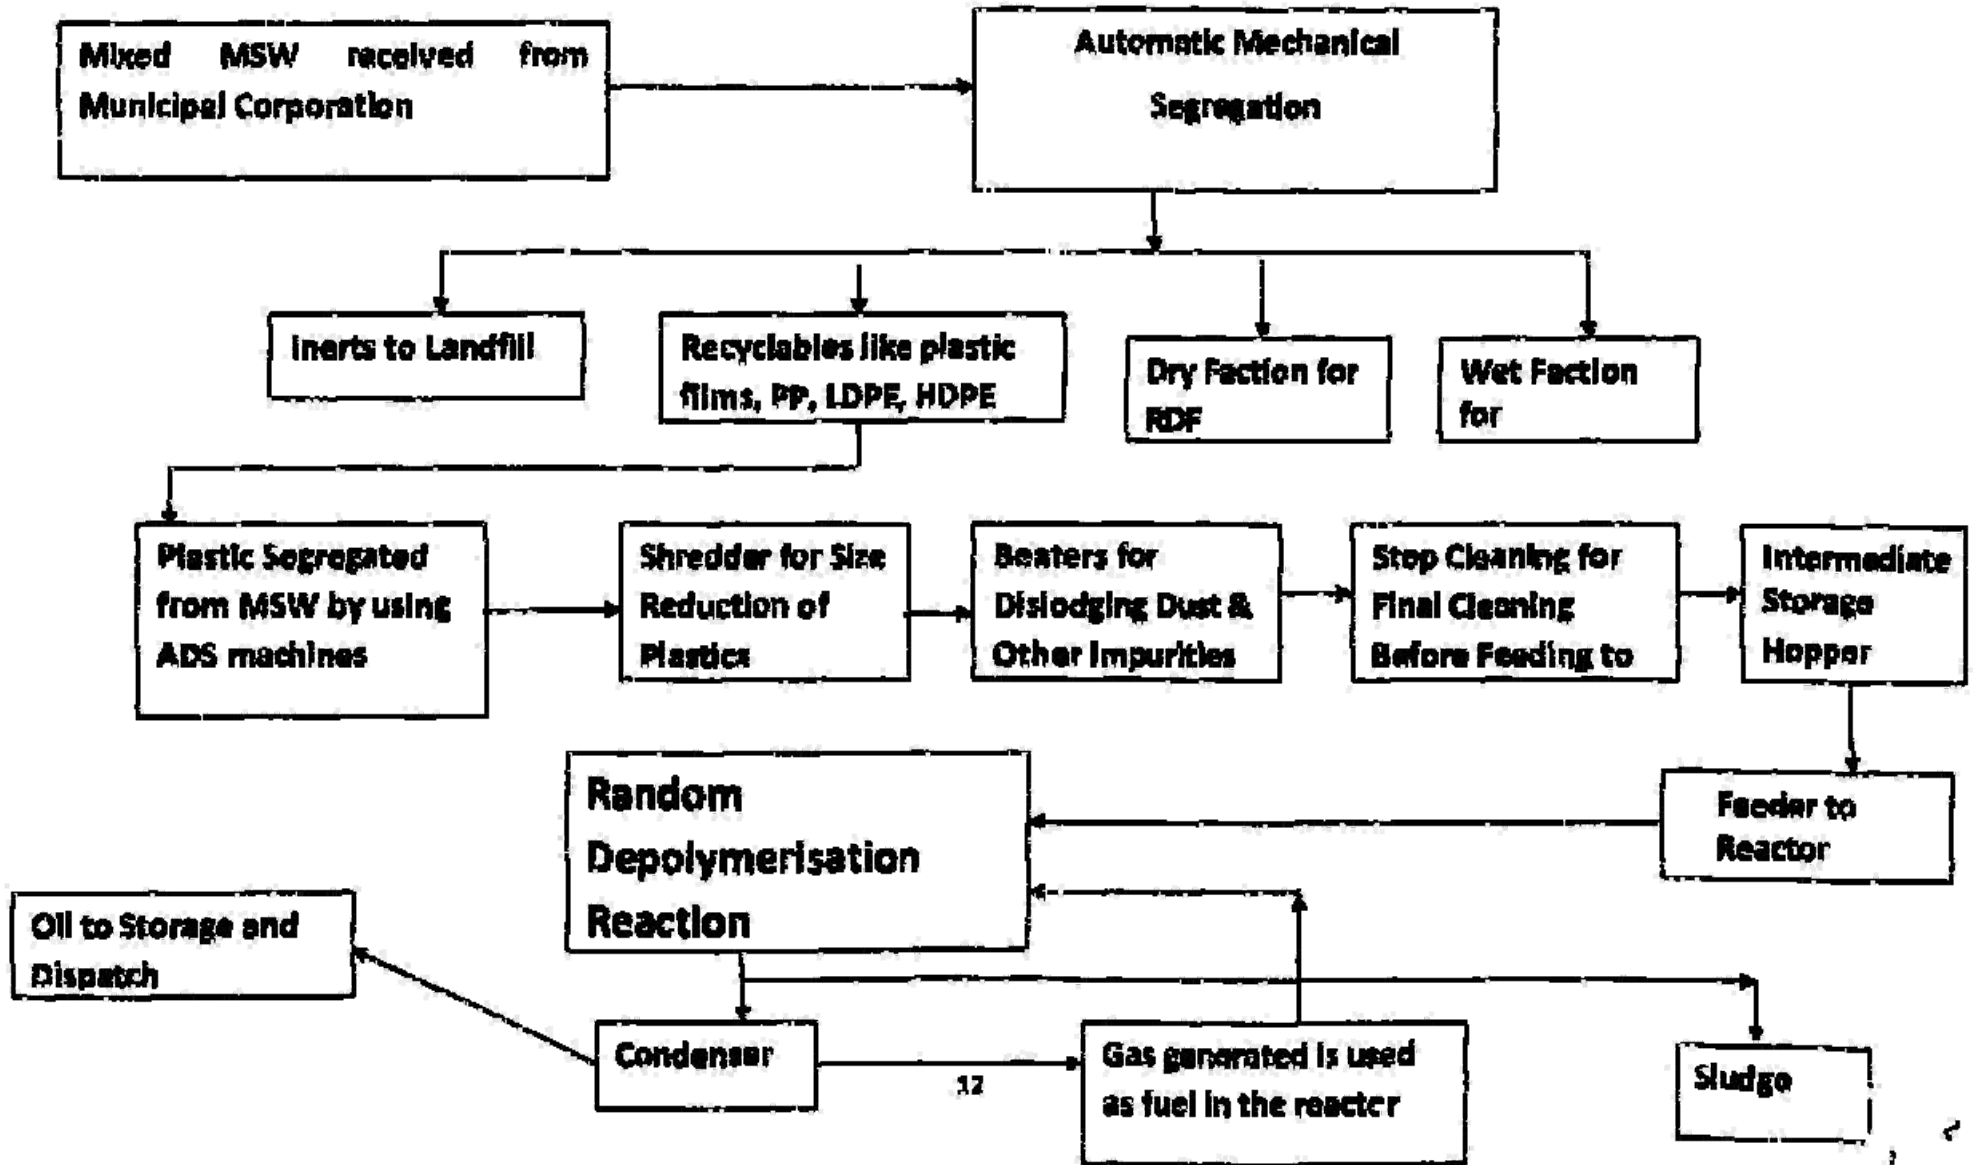 Mixed MSW received from
Municipal Corporation
Automatic Mechanical
Segregation
Inerts to Landfill
Recyclables like plastic
films, PP, LDPE, HDPE
Dry Faction for
RDF
Wet Faction
for
Plastic Segregated
from MSW by using
ADS machines
Shredder for Size
Reduction of
Plastics
Beaters for
Dislodging Dust &
Other Impurities
Stop Cleaning for
Final Cleaning
Before Feeding to
Intermediate
Storage
Hopper
Random
Depolymerisation
Reaction
Feeder to
Reactor
Oil to Storage and
Dispatch
Condenser
12
Gas generated is used
as fuel in the reactor
Sludge